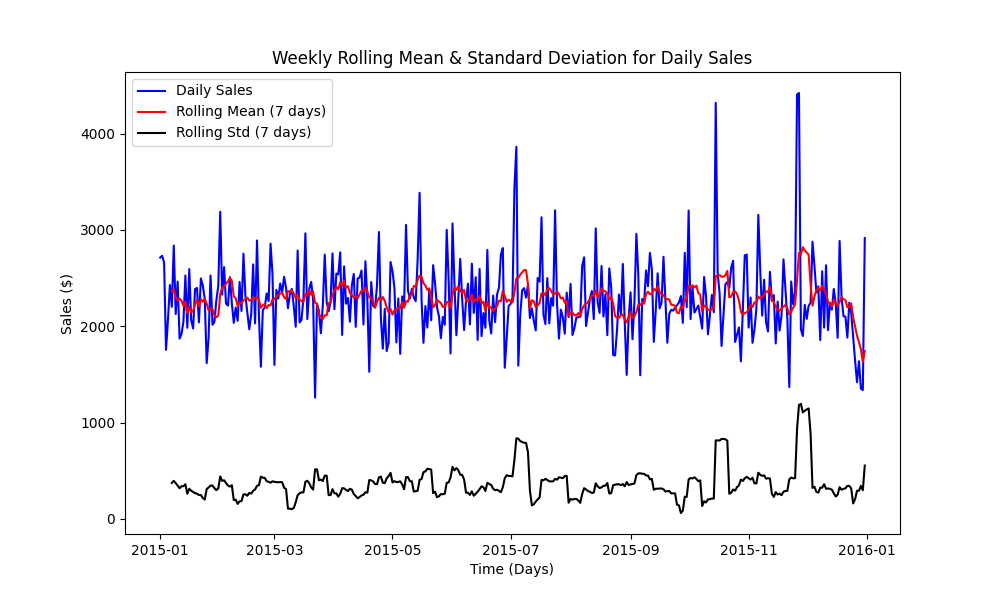 Weekly Rolling Mean & Standard Deviation for Daily Sales
Daily Sales
Rolling Mean (7 days)
Rolling Std (7 days)
Sales ($)
4000
3000
2000
1000
0
2015-01 2015-03 2015-05 2015-07 2015-09 2015-11 2016-01
Time (Days)